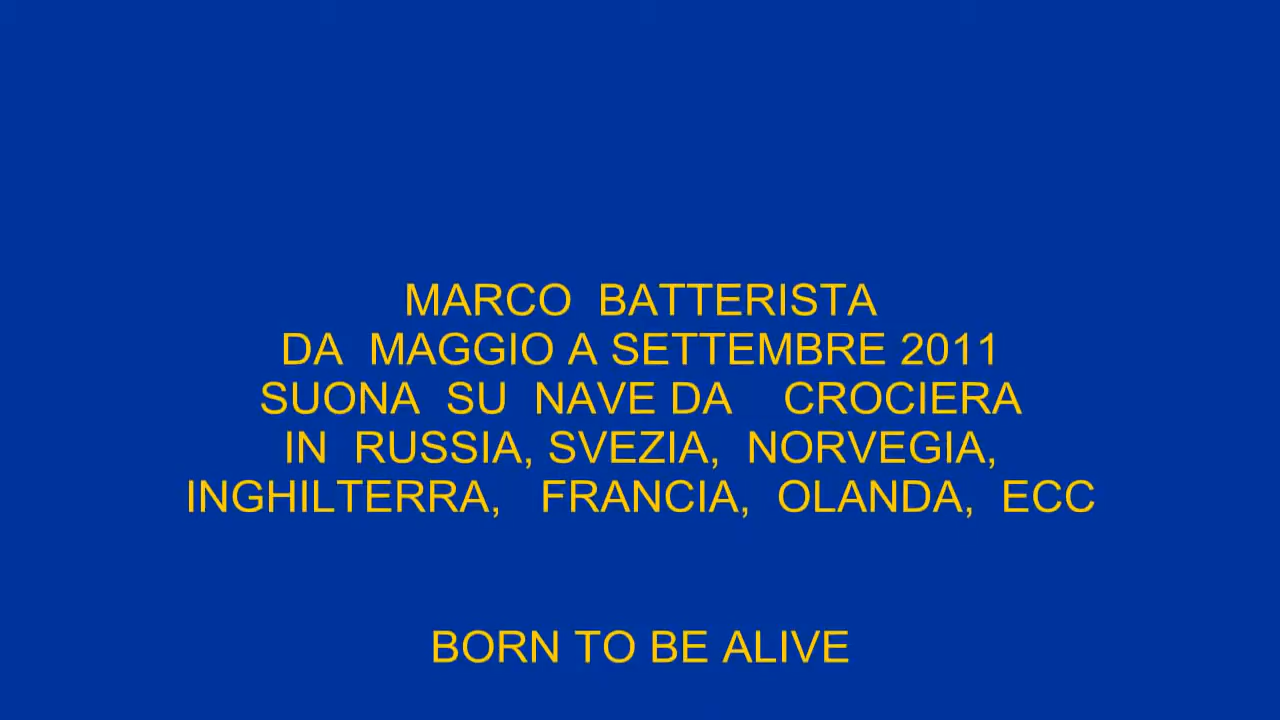 MARCO BATTERISTA
DA MAGGIO A SETTEMBRE 2011
SUONA SU NAVE DA CROCIERA
IN RUSSIA, SVEZIA, NORVEGIA,
INGHILTERRA, FRANCIA, OLANDA, ECC
BORN TO BE ALIVE